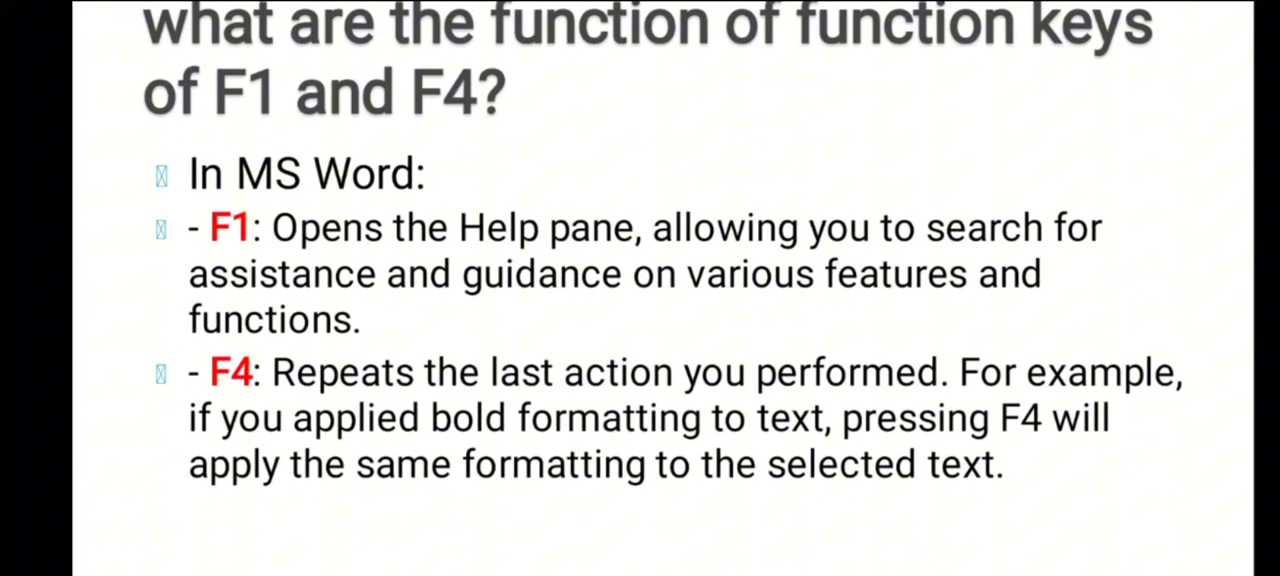 what are the function of function keys
of F1 and F4?
In MS Word:
- F1: Opens the Help pane, allowing you to search for
assistance and guidance on various features and
functions.
- F4: Repeats the last action you performed. For example,
if you applied bold formatting to text, pressing F4 will
apply the same formatting to the selected text.